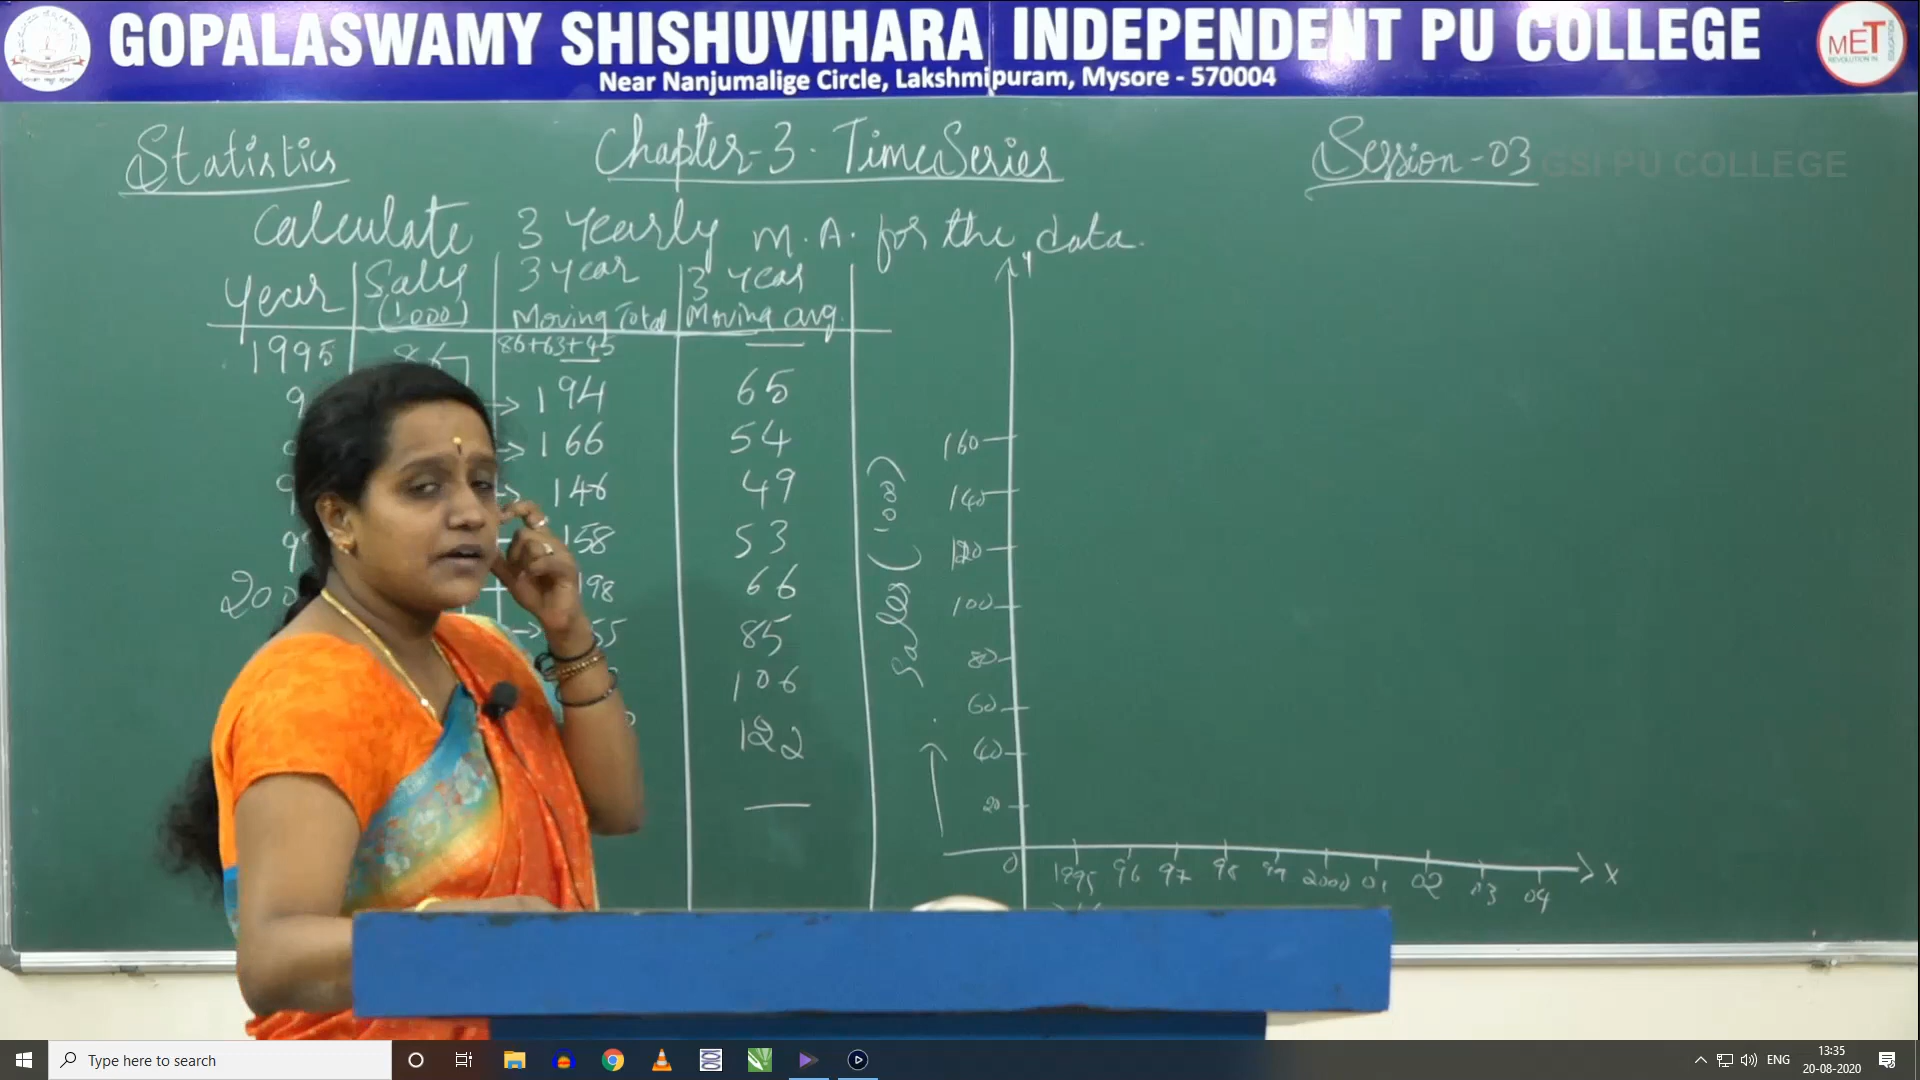 GOPALASWAMY SHISHUVIHARA INDEPENDENT PU COLLEGE
Near Nanjumalige Circle, Lakshmipuram, Mysore - 570004
MET
Statistics Chapter-3. Time Series Session-03
GSI PU COLLEGE
Calculate 3 Yearly M.A. for the data.
Year Sales (1000) 3 Year Moving Total 3 Year Moving avg.
1995 86 86+63+45
194 65
166 54
146 49
158 53
198 66
85
106
122
Y
160
140
120
100
80
60
40
20
Sales (1000)
0 1995 96 97 98 99 2000 01 02 03 04 X
Type here to search
ENG
13:35
20-08-2020